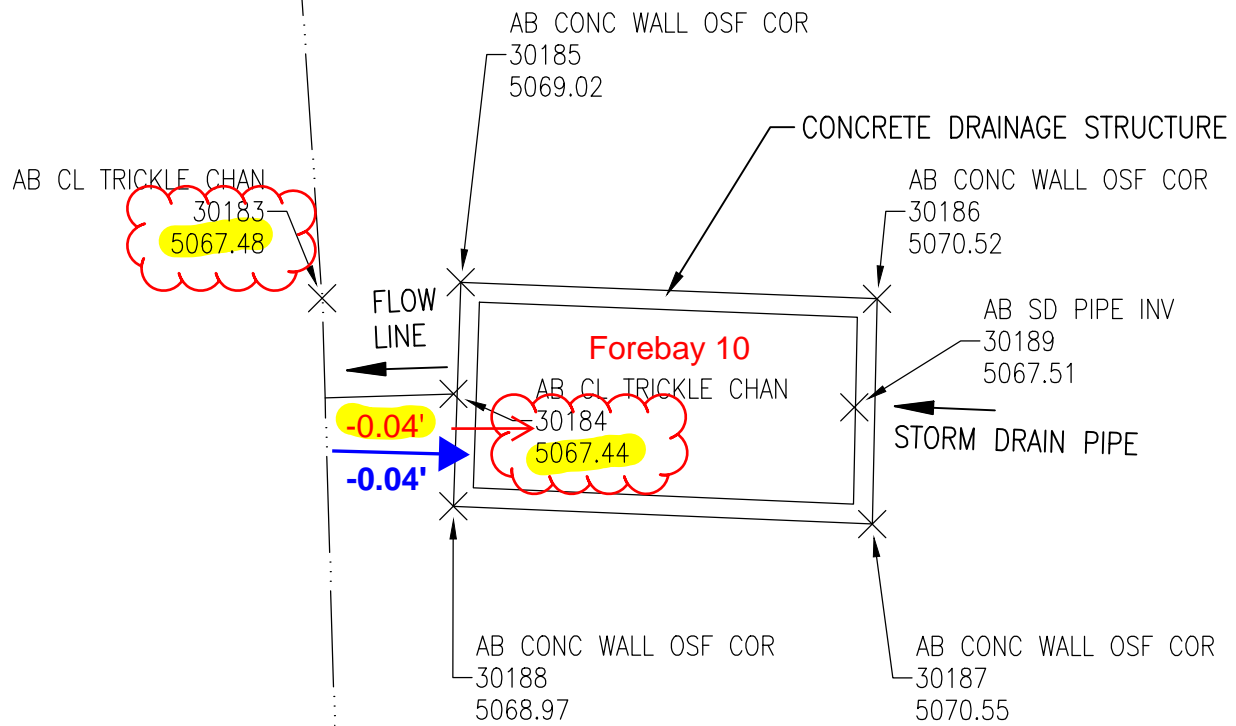 AB CONC WALL OSF COR
30185
5069.02
CONCRETE DRAINAGE STRUCTURE
AB CL TRICKLE CHAN
30183
5067.48
AB CONC WALL OSF COR
30186
5070.52
FLOW
LINE
AB SD PIPE INV
30189
5067.51
Forebay 10
AB CL TRICKLE CHAN
30184
5067.44
-0.04'
-0.04'
STORM DRAIN PIPE
AB CONC WALL OSF COR
30188
5068.97
AB CONC WALL OSF COR
30187
5070.55